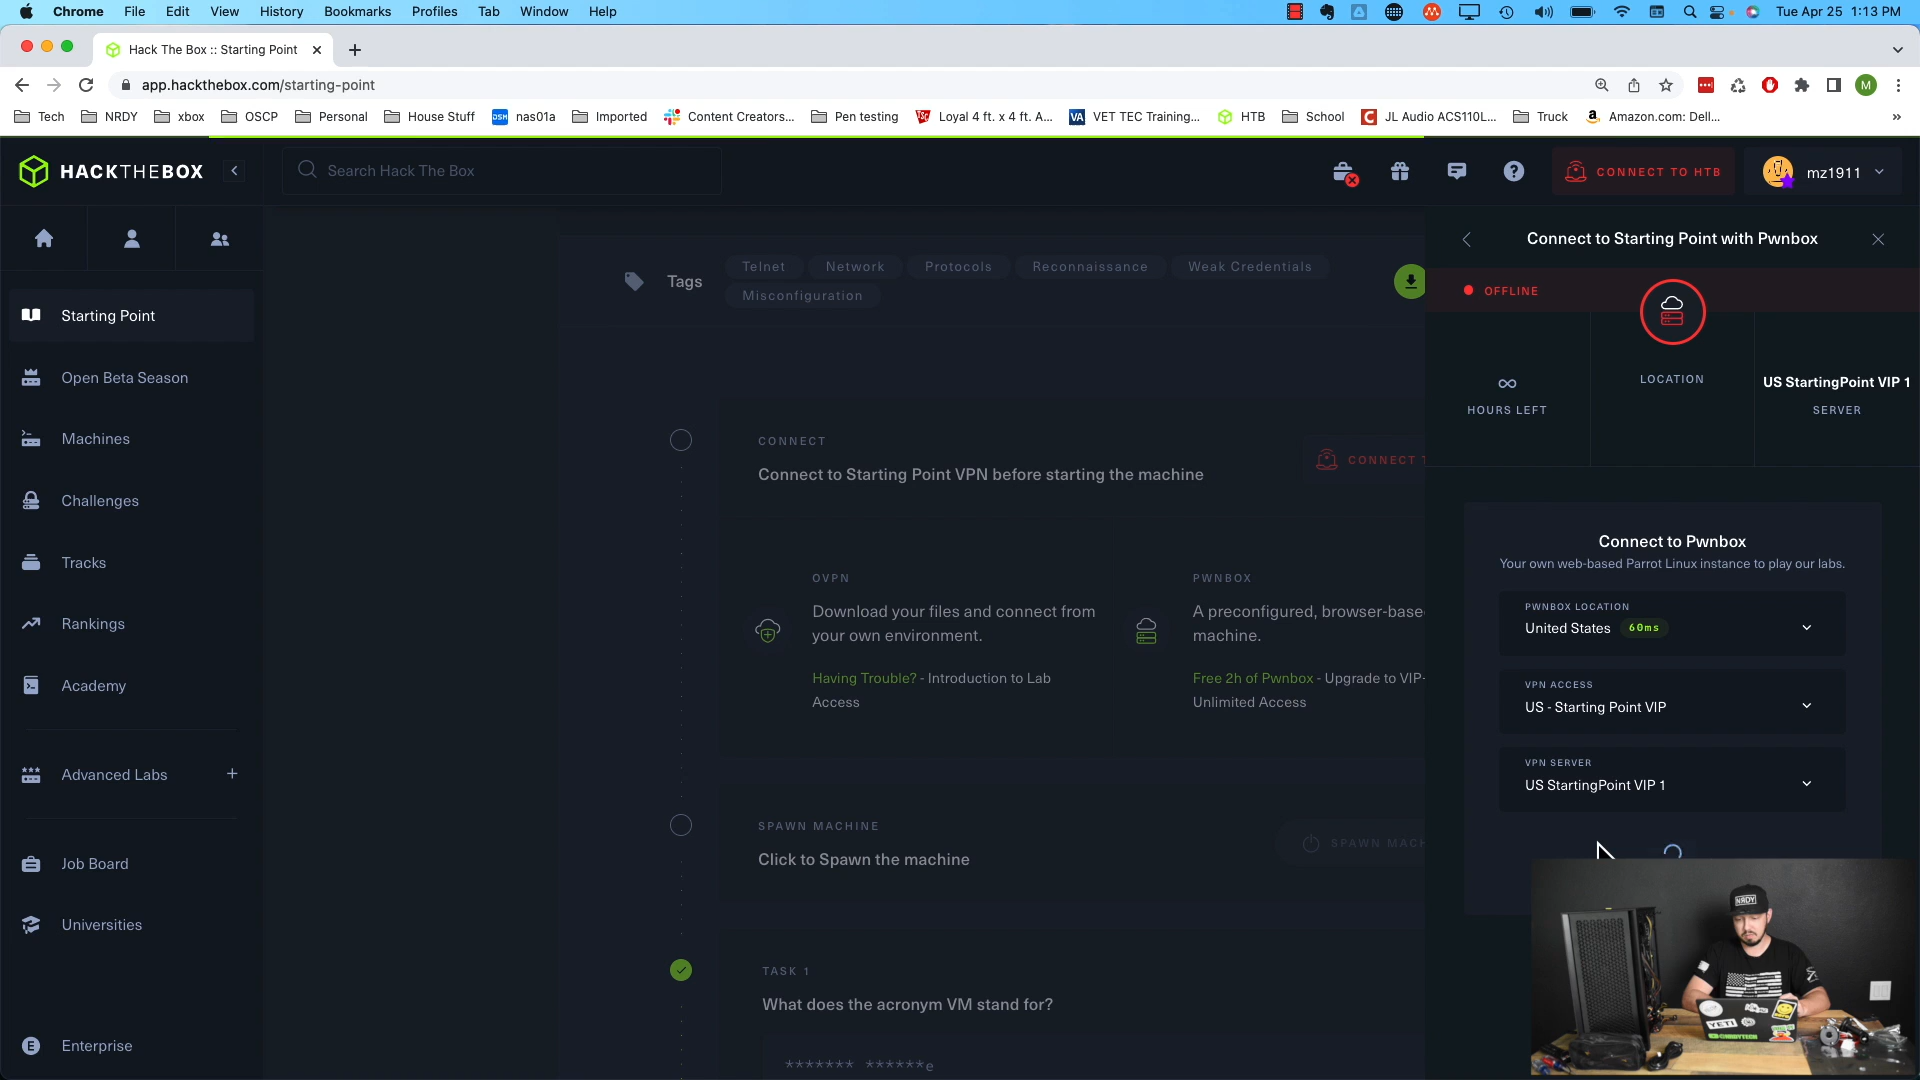 Chrome File Edit View History Bookmarks Profiles Tab Window Help Tue Apr 25 1:13 PM
Hack The Box :: Starting Point
app.hackthebox.com/starting-point
M
Tech NRDY xbox OSCP Personal House Stuff nas01a Imported Content Creators... Pen testing Loyal 4 ft. x 4 ft. A... VET TEC Training... HTB School JL Audio ACS110L... Truck Amazon.com: Dell...
HACKTHEBOX
Search Hack The Box
CONNECT TO HTB
mz1911
Starting Point
Open Beta Season
Machines
Challenges
Tracks
Rankings
Academy
Advanced Labs
Job Board
Universities
E Enterprise
Tags
Telnet Network Protocols Reconnaissance Weak Credentials
Misconfiguration
CONNECT
Connect to Starting Point VPN before starting the machine
CONNECT T
OVPN
Download your files and connect from
your own environment.
Having Trouble? - Introduction to Lab
Access
PWNBOX
A preconfigured, browser-base
machine.
Free 2h of Pwnbox - Upgrade to VIP-
Unlimited Access
SPAWN MACHINE
Click to Spawn the machine
SPAWN MACH
TASK 1
What does the acronym VM stand for?
******* ******e
Connect to Starting Point with Pwnbox
OFFLINE
∞
HOURS LEFT
LOCATION
US StartingPoint VIP 1
SERVER
Connect to Pwnbox
Your own web-based Parrot Linux instance to play our labs.
PWNBOX LOCATION
United States 60ms
VPN ACCESS
US - Starting Point VIP
VPN SERVER
US StartingPoint VIP 1
NRDY
YETI